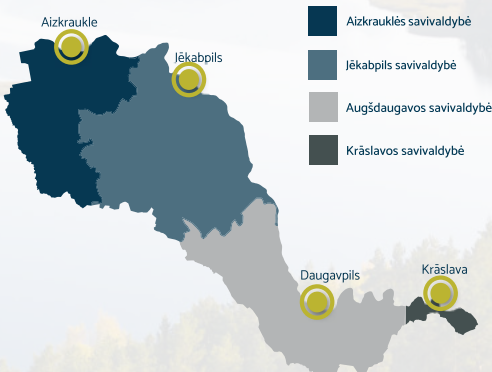 Aizkraukle
Jēkabpils
Aizkrauklės savivaldybė
Jēkabpils savivaldybė
Augšdaugavos savivaldybė
Krāslavos savivaldybė
Daugavpils
Krāslava